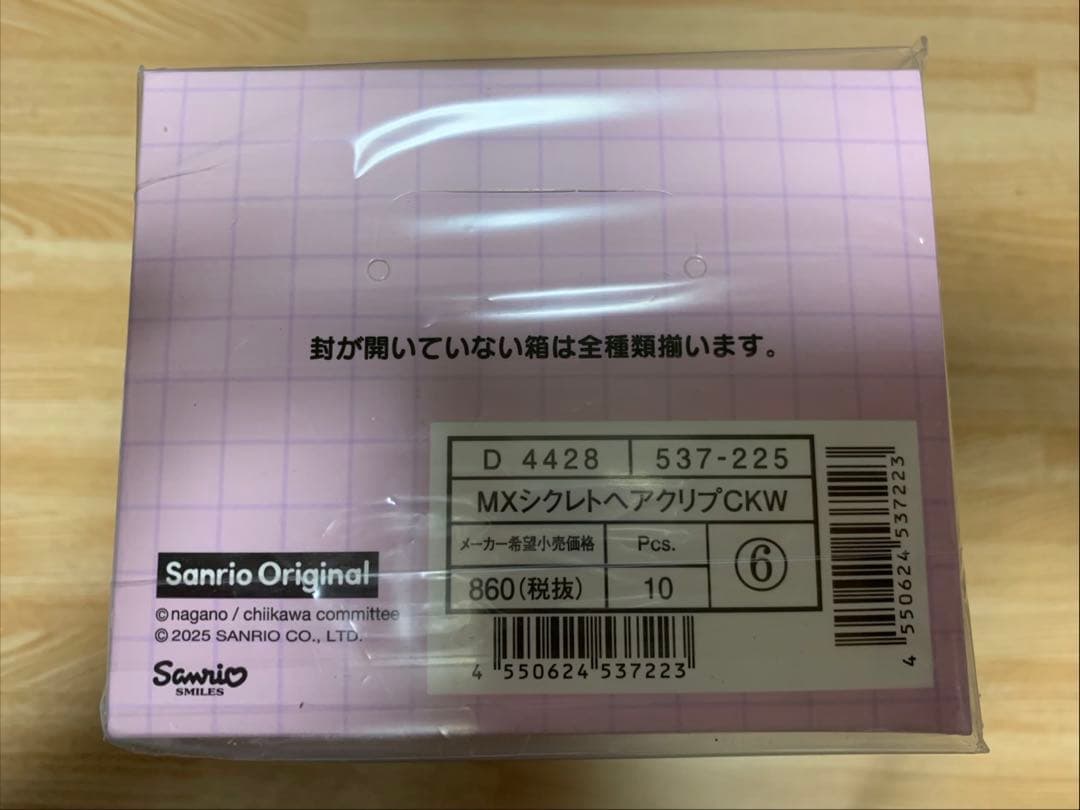 封が開いていない箱は全種類揃います。
D 4428 537-225
MXシクレトヘアクリプCKW
メーカー希望小売価格 Pcs. ⑥
860(税抜) 10
4 550624 537223
4 550624 537223
Sanrio Original
©nagano / chiikawa committee
© 2025 SANRIO CO., LTD.
Sanrio
SMILES